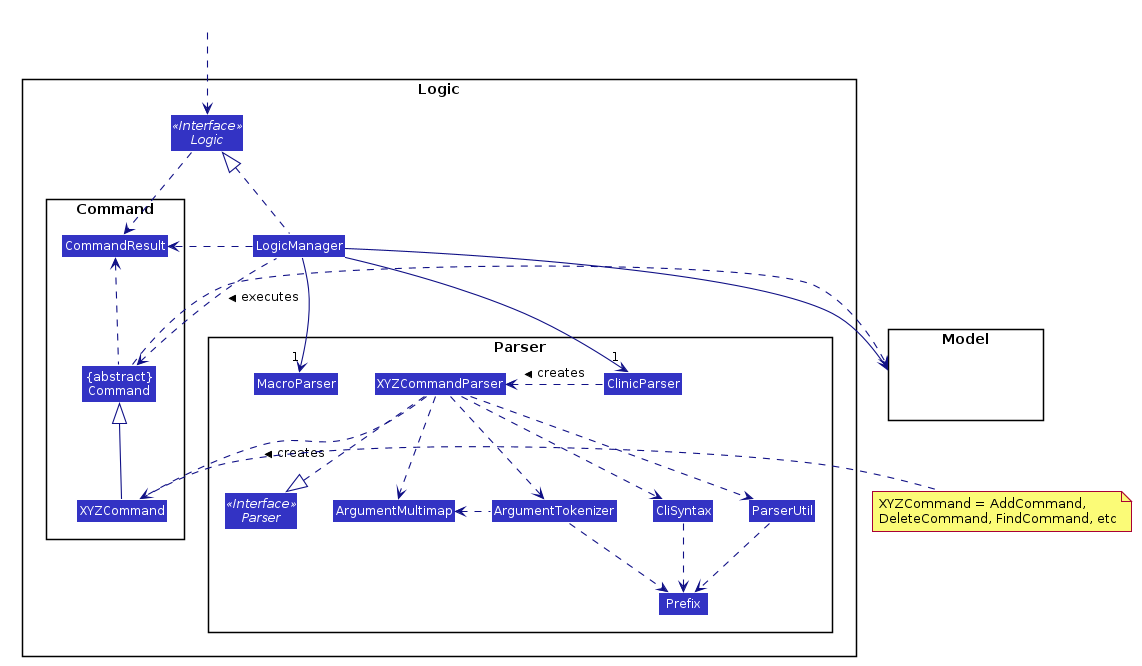 Logic
«Interface»
Logic
Command
CommandResult
LogicManager
◄ executes
Model
Parser
1
1
{abstract}
Command
MacroParser
XYZCommandParser
◄ creates
ClinicParser
◄ creates
XYZCommand
«Interface»
Parser
ArgumentMultimap
ArgumentTokenizer
CliSyntax
ParserUtil
XYZCommand = AddCommand,
DeleteCommand, FindCommand, etc
Prefix